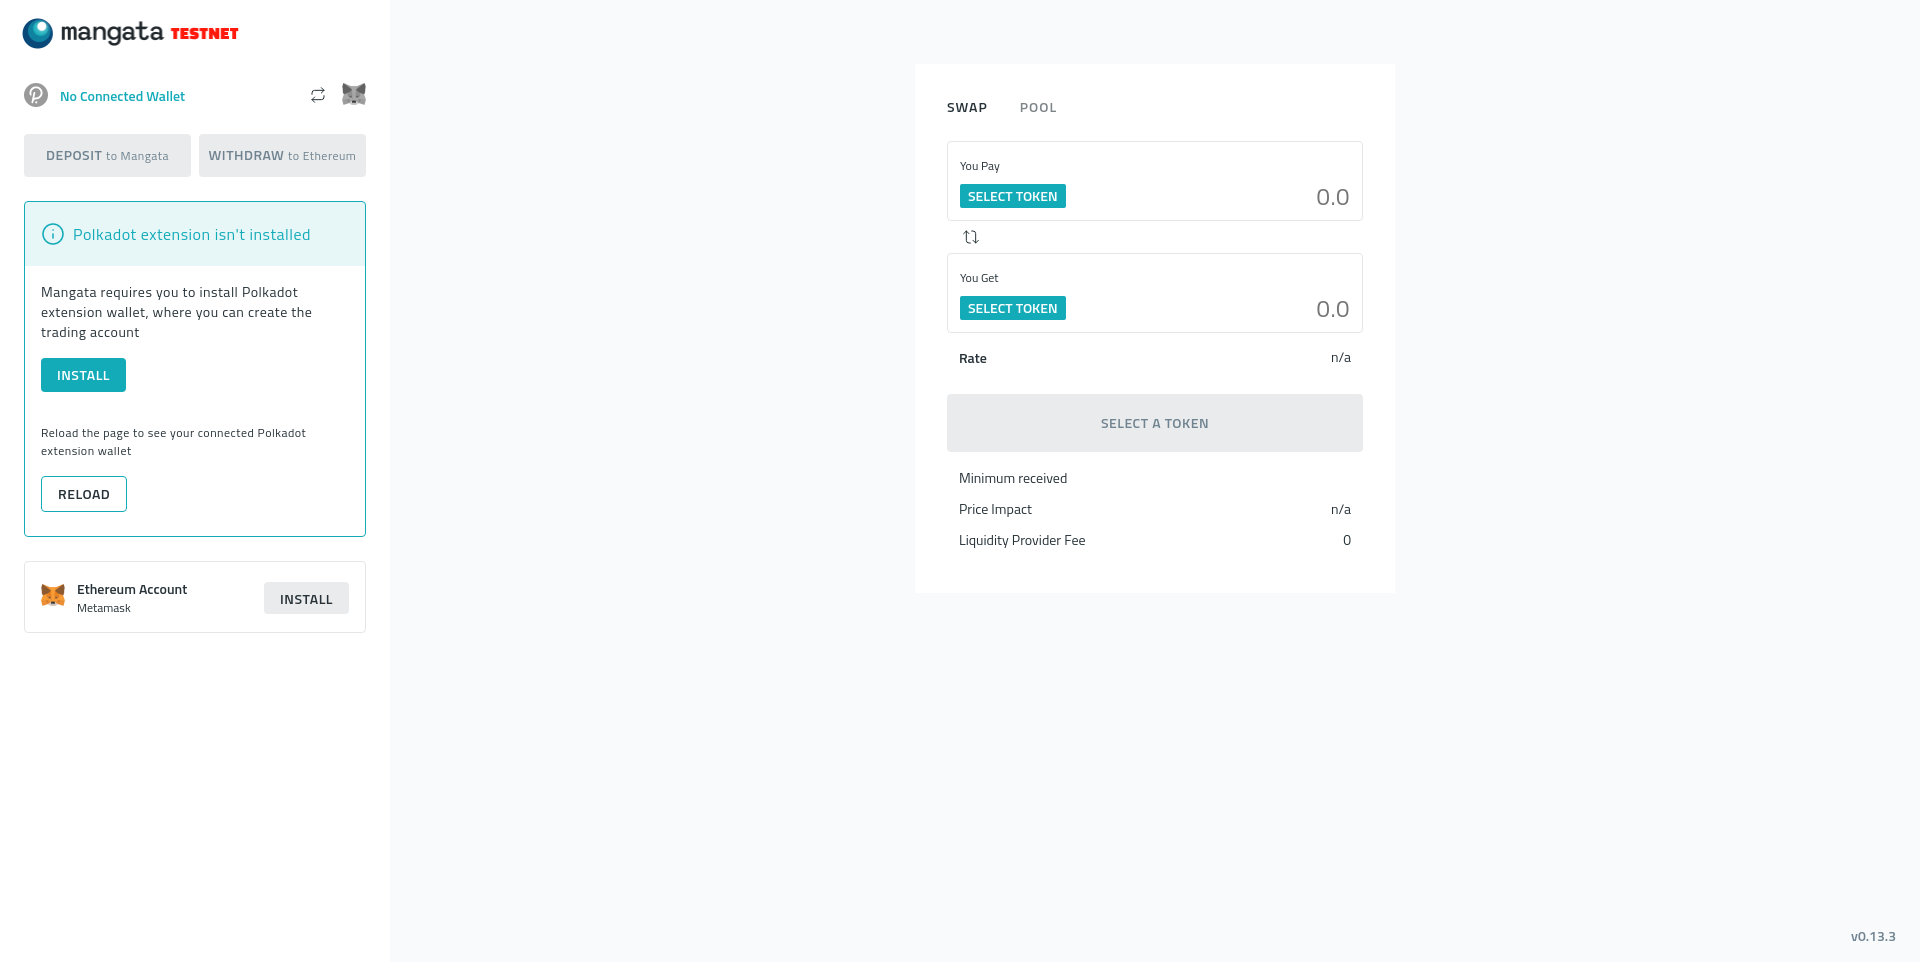 mangata TESTNET
No Connected Wallet
DEPOSIT to Mangata
WITHDRAW to Ethereum
Polkadot extension isn't installed
Mangata requires you to install Polkadot
extension wallet, where you can create the
trading account
INSTALL
Reload the page to see your connected Polkadot
extension wallet
RELOAD
Ethereum Account
Metamask
INSTALL
SWAP
POOL
You Pay
SELECT TOKEN
0.0
You Get
SELECT TOKEN
0.0
Rate
n/a
SELECT A TOKEN
Minimum received
Price Impact
n/a
Liquidity Provider Fee
0
v0.13.3